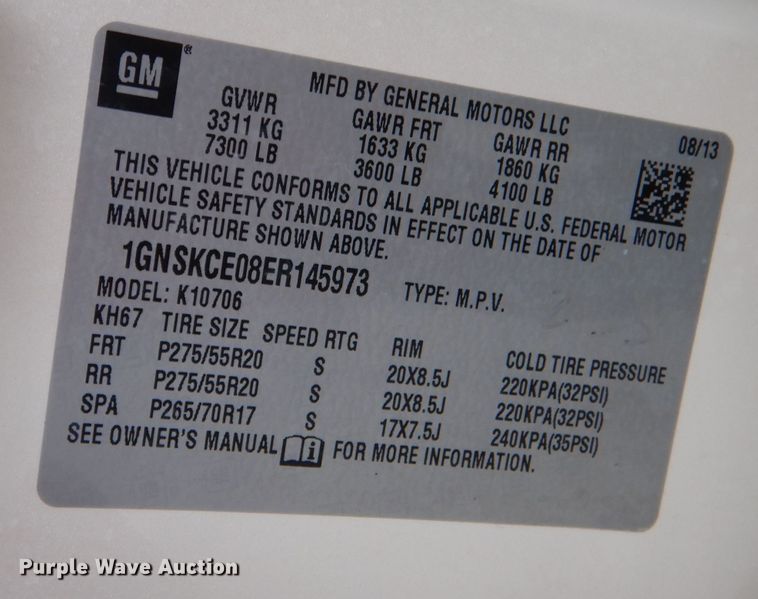 GM®
MFD BY GENERAL MOTORS LLC
08/13
GVWR GAWR FRT GAWR RR
3311 KG 1633 KG 1860 KG
7300 LB 3600 LB 4100 LB
THIS VEHICLE CONFORMS TO ALL APPLICABLE U.S. FEDERAL MOTOR
VEHICLE SAFETY STANDARDS IN EFFECT ON THE DATE OF
MANUFACTURE SHOWN ABOVE.
1GNSKCE08ER145973 TYPE: M.P.V.
MODEL: K10706
KH67 TIRE SIZE SPEED RTG RIM COLD TIRE PRESSURE
FRT P275/55R20 S 20X8.5J 220KPA(32PSI)
RR P275/55R20 S 20X8.5J 220KPA(32PSI)
SPA P265/70R17 S 17X7.5J 240KPA(35PSI)
SEE OWNER'S MANUAL i FOR MORE INFORMATION.
Purple Wave Auction